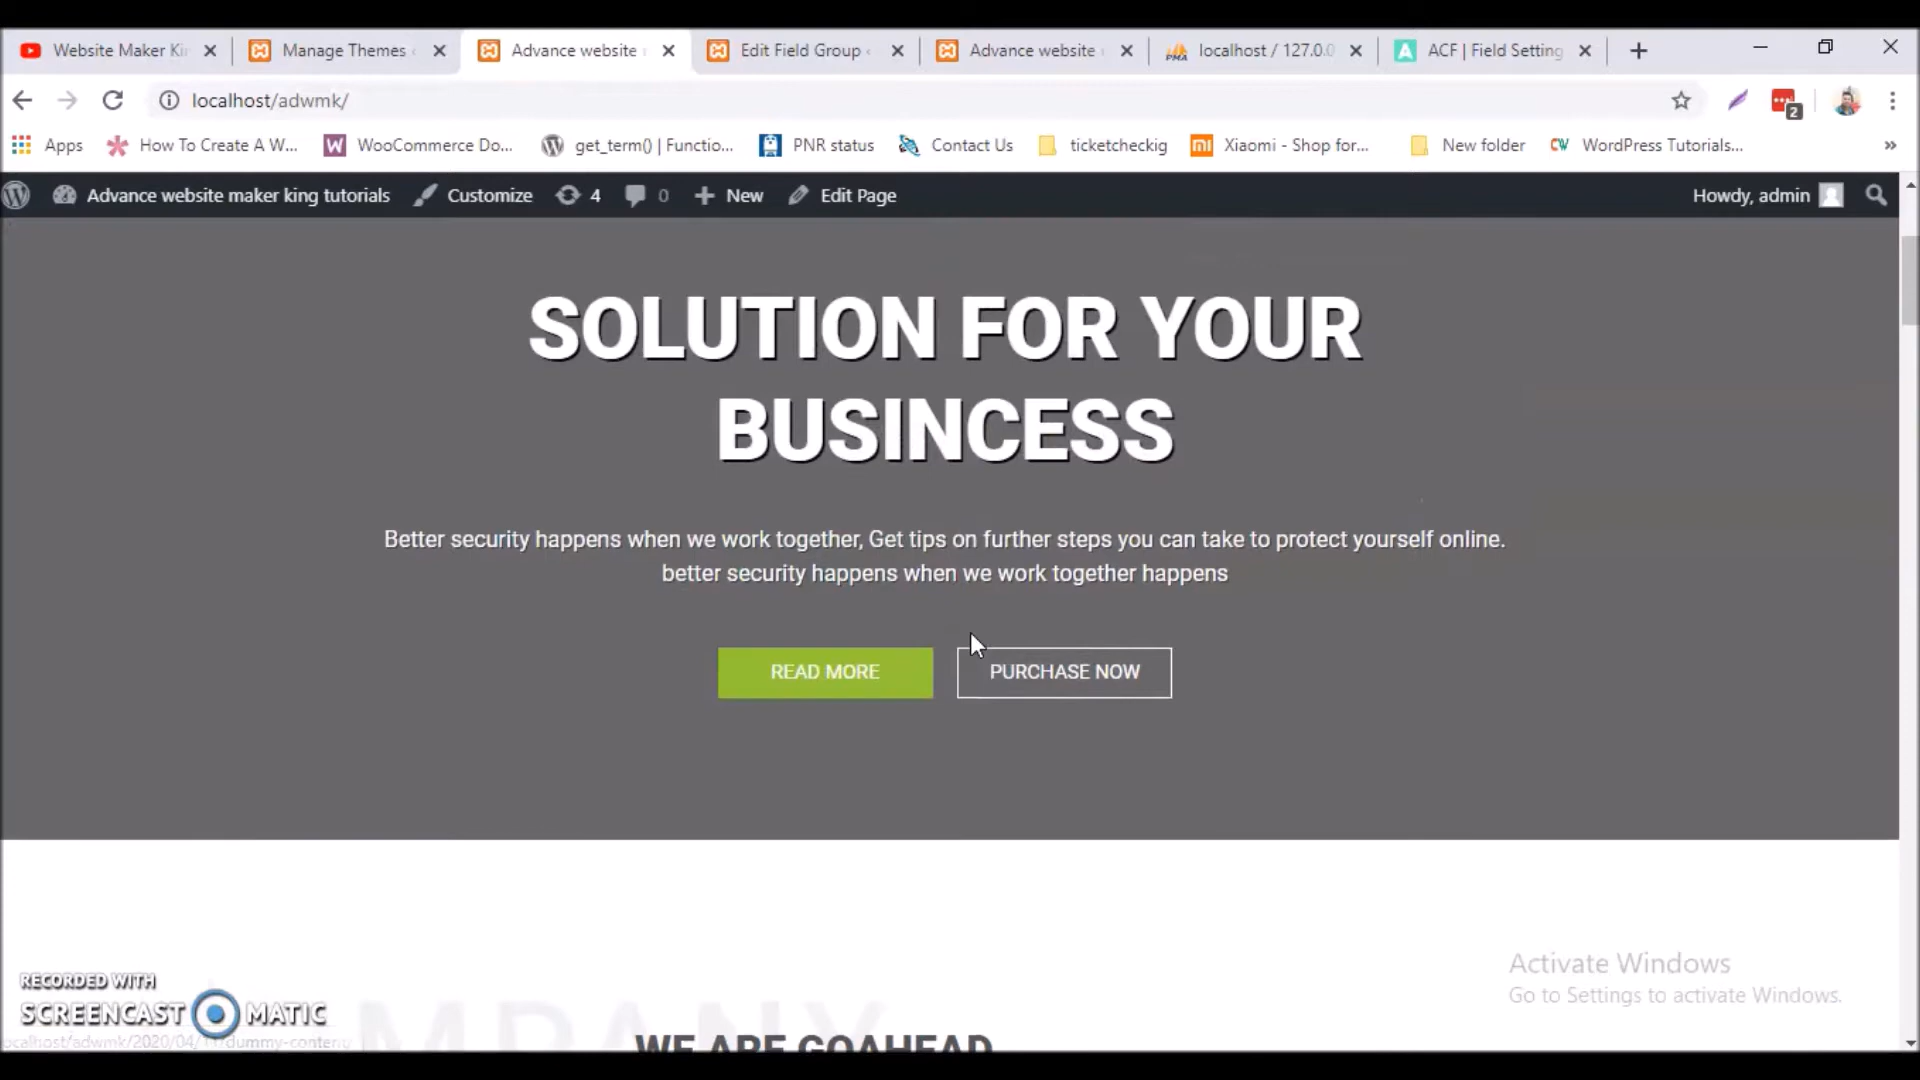 Website Maker Ki
Manage Themes
Advance website
Edit Field Group
Advance website
localhost / 127.0.0
ACF | Field Setting
localhost/adwmk/
2
Apps
How To Create A W...
WooCommerce Do...
get_term() | Functio...
PNR status
Contact Us
ticketcheckig
Xiaomi - Shop for...
New folder
WordPress Tutorials...
»
Advance website maker king tutorials
Customize
4
0
New
Edit Page
Howdy, admin
SOLUTION FOR YOUR
BUSINCESS
Better security happens when we work together, Get tips on further steps you can take to protect yourself online.
better security happens when we work together happens
READ MORE
PURCHASE NOW
Activate Windows
Go to Settings to activate Windows.
RECORDED WITH
SCREENCAST MATIC
WE ARE GOAHEAD